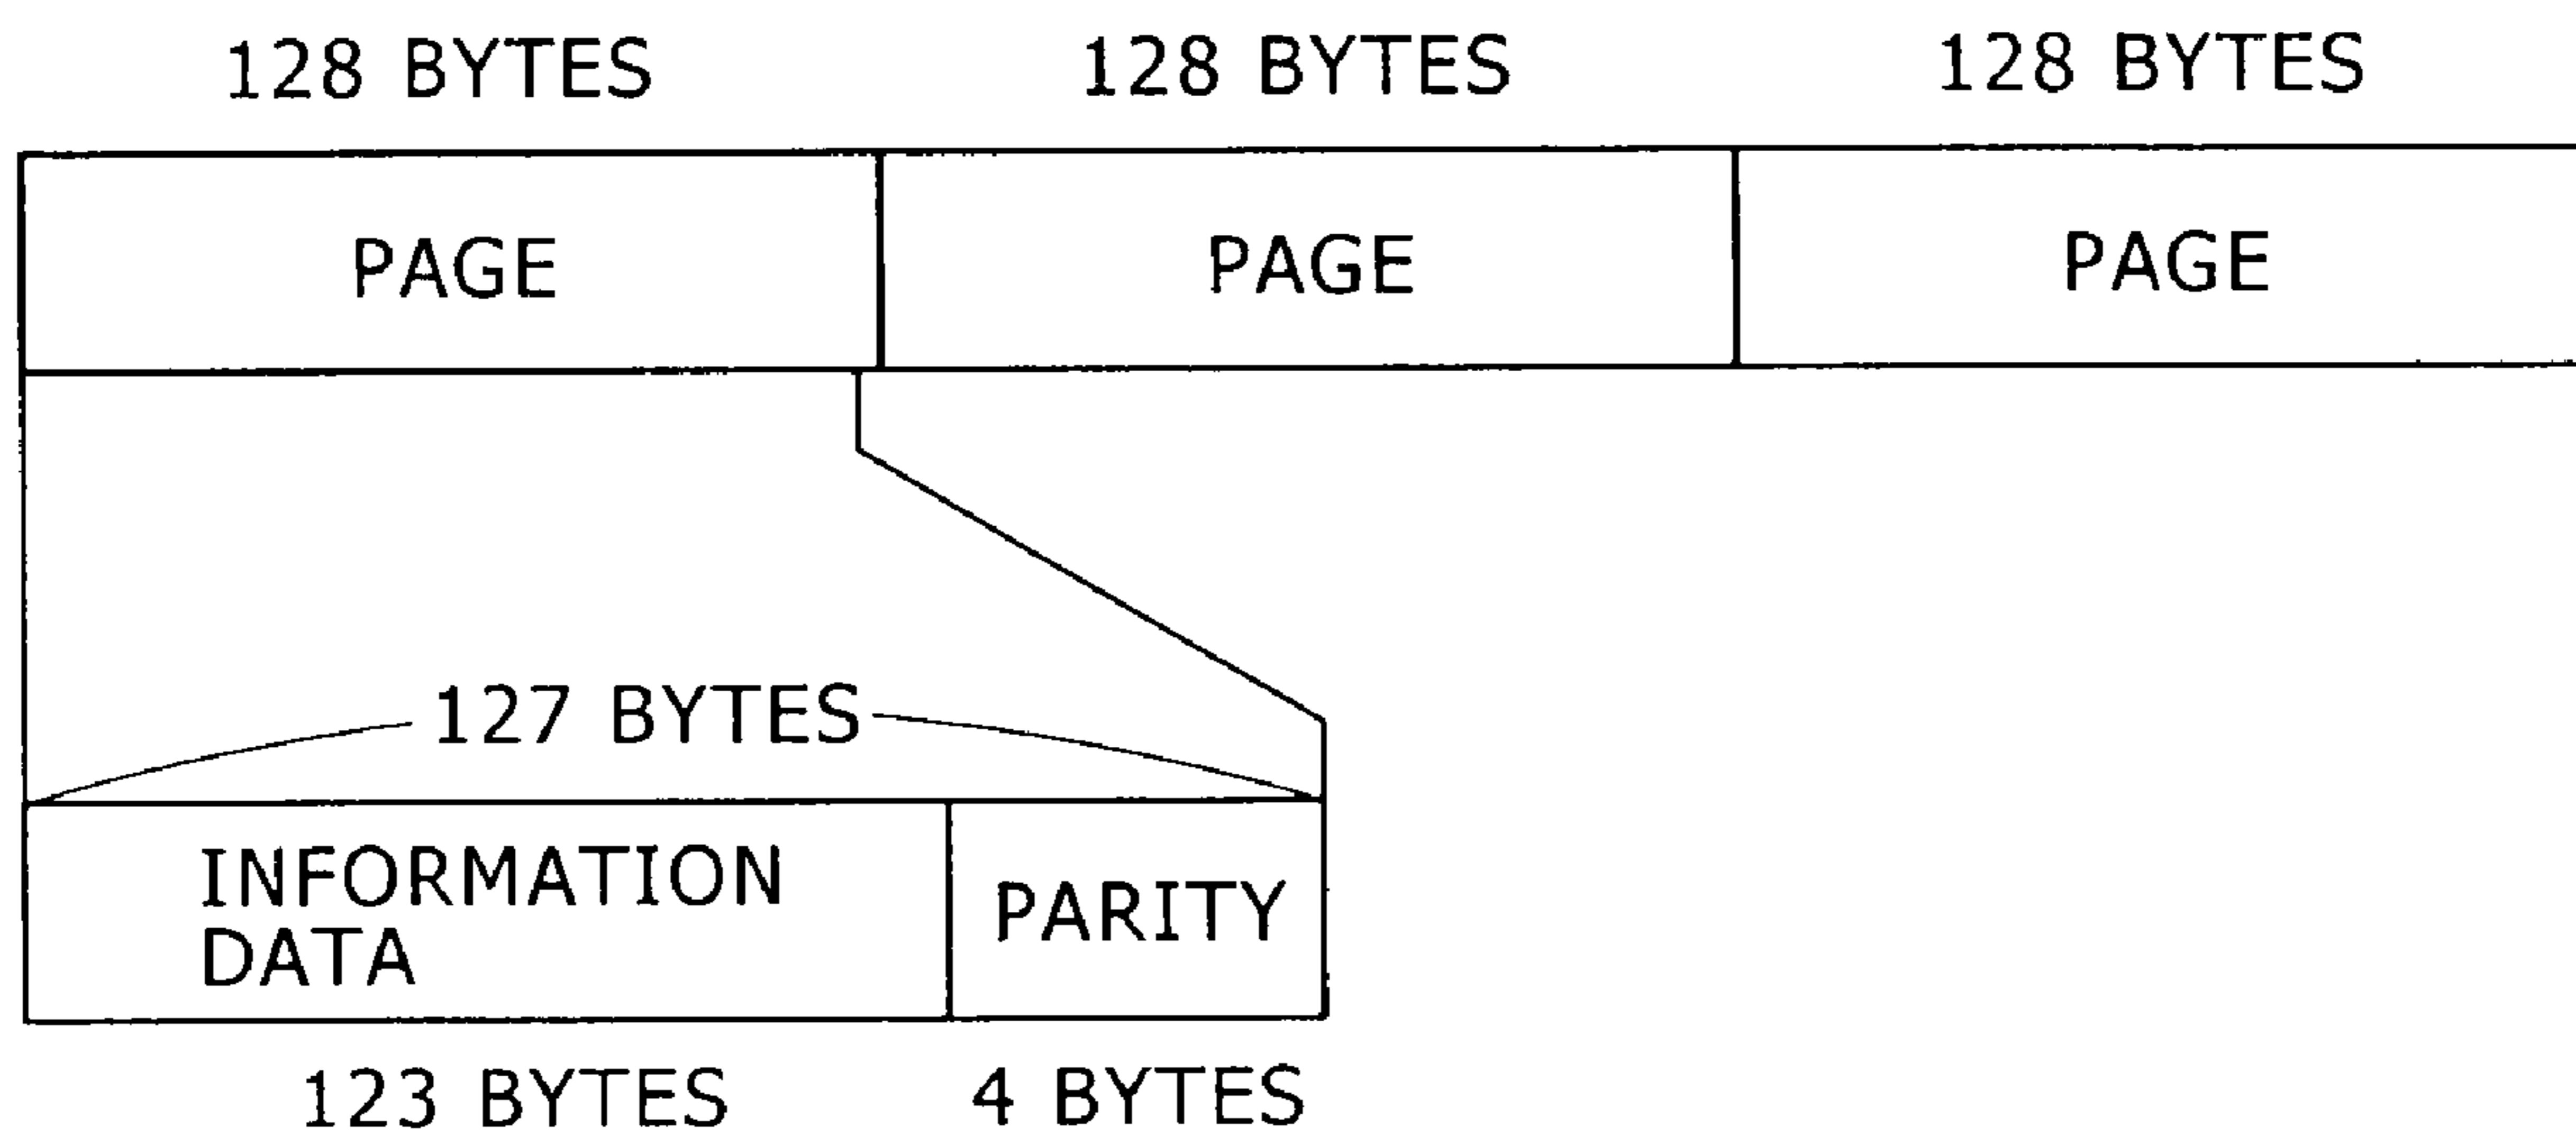 128 BYTES 128 BYTES 128 BYTES
PAGE PAGE PAGE
127 BYTES
INFORMATION
DATA
PARITY
123 BYTES 4 BYTES